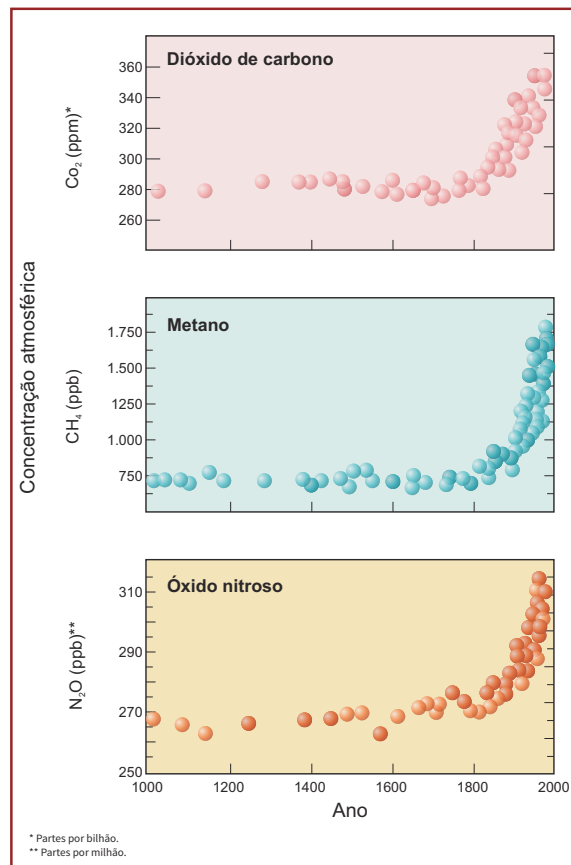 Concentração atmosférica
Dióxido de carbono
Co₂ (ppm)*
360
340
320
300
280
260
Metano
CH₄ (ppb)
1.750
1.500
1.250
1.000
750
Óxido nitroso
N₂O (ppb)**
310
290
270
250
1000 1200 1400 1600 1800 2000
Ano
* Partes por bilhão.
** Partes por milhão.